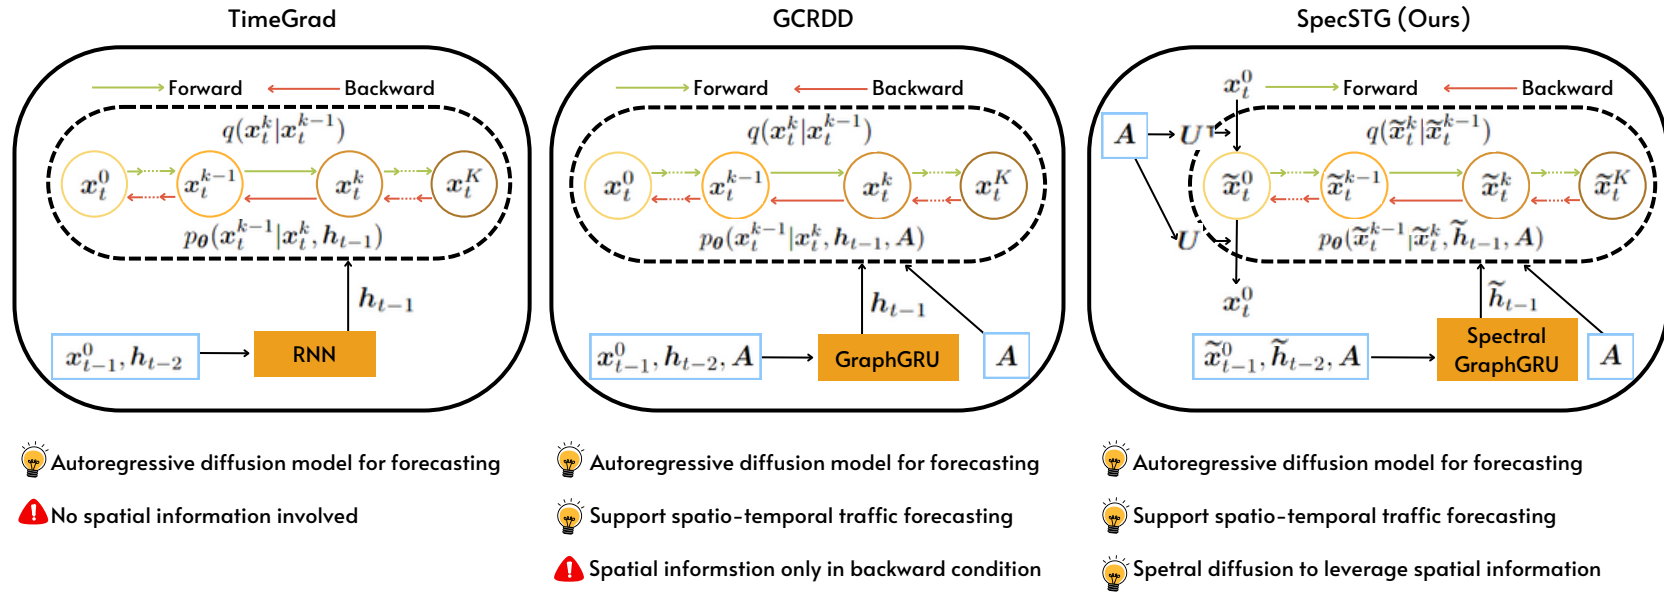 TimeGrad
Forward
Backward
q(x_t^k|x_t^{k-1})
x_t^0
x_t^{k-1}
x_t^k
x_t^K
p_θ(x_t^{k-1}|x_t^k, h_{t-1})
h_{t-1}
x_{t-1}^0, h_{t-2}
RNN
Autoregressive diffusion model for forecasting
No spatial information involved
GCRDD
Forward
Backward
q(x_t^k|x_t^{k-1})
x_t^0
x_t^{k-1}
x_t^k
x_t^K
p_θ(x_t^{k-1}|x_t^k, h_{t-1}, A)
h_{t-1}
x_{t-1}^0, h_{t-2}, A
GraphGRU
A
Autoregressive diffusion model for forecasting
Support spatio-temporal traffic forecasting
Spatial informstion only in backward condition
SpecSTG (Ours)
x_t^0
Forward
Backward
A
U^⊤
q(x̃_t^k|x̃_t^{k-1})
x̃_t^0
x̃_t^{k-1}
x̃_t^k
x̃_t^K
U
p_θ(x̃_t^{k-1}|x̃_t^k, h̃_{t-1}, A)
x_t^0
h̃_{t-1}
x̃_{t-1}^0, h̃_{t-2}, A
Spectral
GraphGRU
A
Autoregressive diffusion model for forecasting
Support spatio-temporal traffic forecasting
Spetral diffusion to leverage spatial information